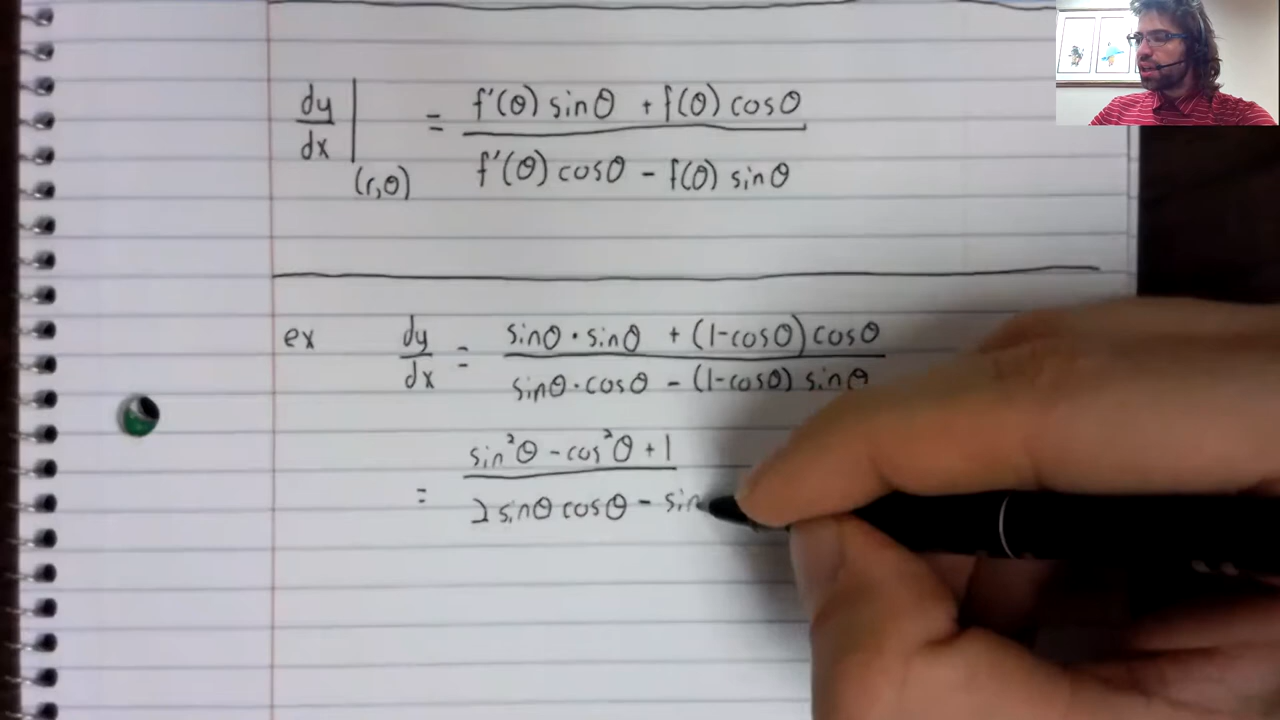 dy/dx |(r,θ) = f'(θ) sinθ + f(θ) cosθ / f'(θ) cosθ - f(θ) sinθ
ex dy/dx = sinθ·sinθ + (1-cosθ) cosθ / sinθ·cosθ - (1-cosθ) sinθ
= sin²θ - cos²θ + 1 / 2 sinθ cosθ - sin